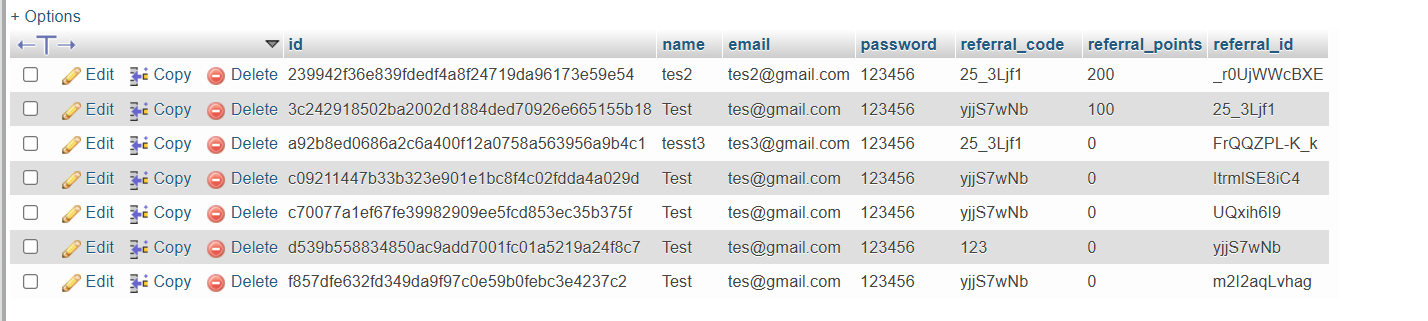 + Options
id name email password referral_code referral_points referral_id
Edit Copy Delete 239942f36e839fdedf4a8f24719da96173e59e54 tes2 tes2@gmail.com 123456 25_3Ljf1 200 _r0UjWWcBXE
Edit Copy Delete 3c242918502ba2002d1884ded70926e665155b18 Test tes@gmail.com 123456 yjjS7wNb 100 25_3Ljf1
Edit Copy Delete a92b8ed0686a2c6a400f12a0758a563956a9b4c1 tesst3 tes3@gmail.com 123456 25_3Ljf1 0 FrQQZPL-K_k
Edit Copy Delete c09211447b33b323e901e1bc8f4c02fdda4a029d Test tes@gmail.com 123456 yjjS7wNb 0 ItrmISE8iC4
Edit Copy Delete c70077a1ef67fe39982909ee5fcd853ec35b375f Test tes@gmail.com 123456 yjjS7wNb 0 UQxih6I9
Edit Copy Delete d539b558834850ac9add7001fc01a5219a24f8c7 Test tes@gmail.com 123456 123 0 yjjS7wNb
Edit Copy Delete f857dfe632fd349da9f97c0e59b0febc3e4237c2 Test tes@gmail.com 123456 yjjS7wNb 0 m2I2aqLvhag